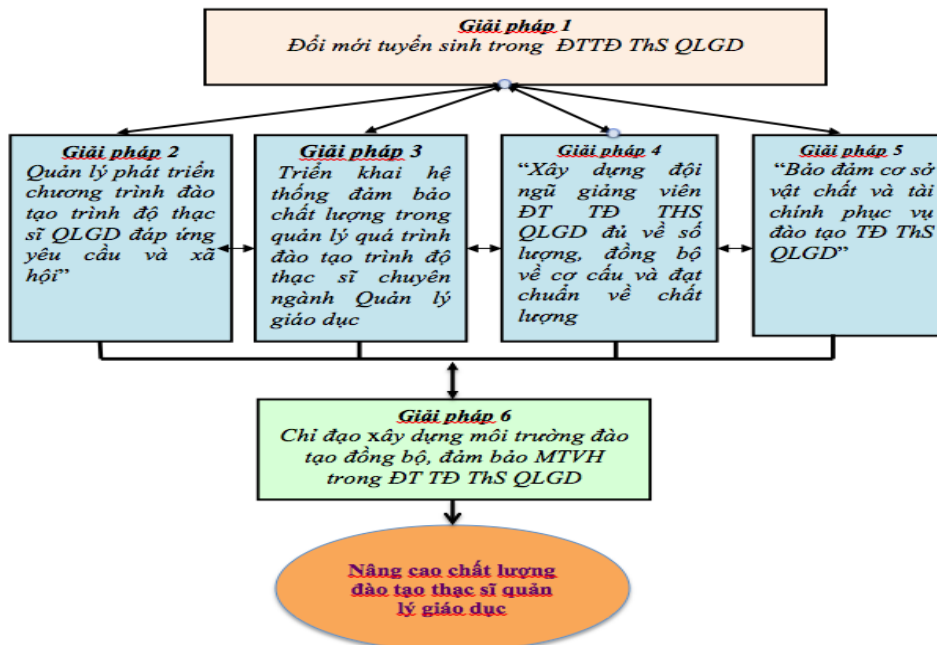 Giải pháp 1
Đổi mới tuyển sinh trong ĐTTĐ ThS QLGD
Giải pháp 2
Quản lý phát triển
chương trình đào
tạo trình độ thạc
sĩ QLGD đáp ứng
yêu cầu và xã
hội”
Giải pháp 3
Triển khai hệ
thống đảm bảo
chất lượng trong
quản lý quá trình
đào tạo trình độ
thạc sĩ chuyên
ngành Quản lý
giáo dục
Giải pháp 4
“Xây dựng đội
ngũ giảng viên
ĐT TĐ THS
QLGD đủ về số
lượng, đồng bộ
về cơ cấu và đạt
chuẩn về chất
lượng
Giải pháp 5
“Bảo đảm cơ sở
vật chất và tài
chính phục vụ
đào tạo TĐ ThS
QLGD”
Giải pháp 6
Chỉ đạo xây dựng môi trường đào
tạo đồng bộ, đảm bảo MTVH
trong ĐT TĐ ThS QLGD
Nâng cao chất lượng
đào tạo thạc sĩ quản
lý giáo dục